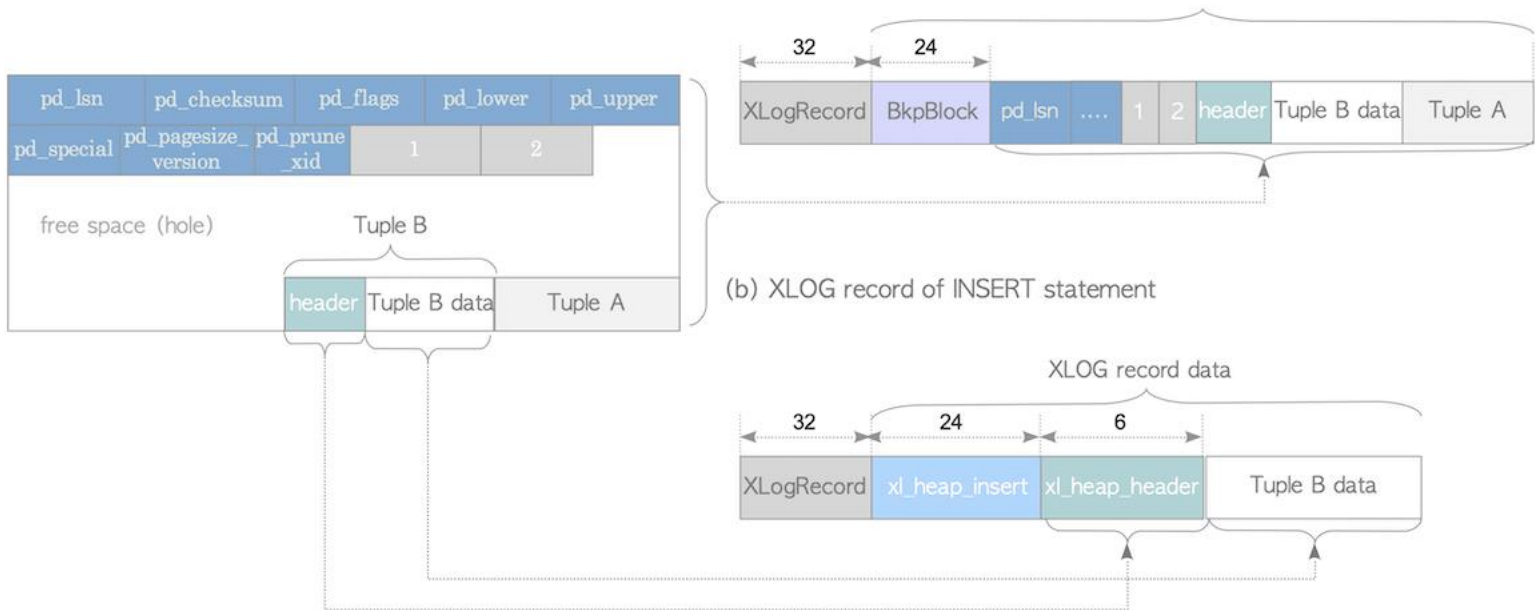 32 24
pd_lsn pd_checksum pd_flags pd_lower pd_upper
XLogRecord BkpBlock pd_lsn .... 1 2 header Tuple B data Tuple A
pd_special pd_pagesize_ version pd_prune _xid 1 2
free space (hole) Tuple B
(b) XLOG record of INSERT statement
header Tuple B data Tuple A
XLOG record data
32 24 6
XLogRecord xl_heap_insert xl_heap_header Tuple B data